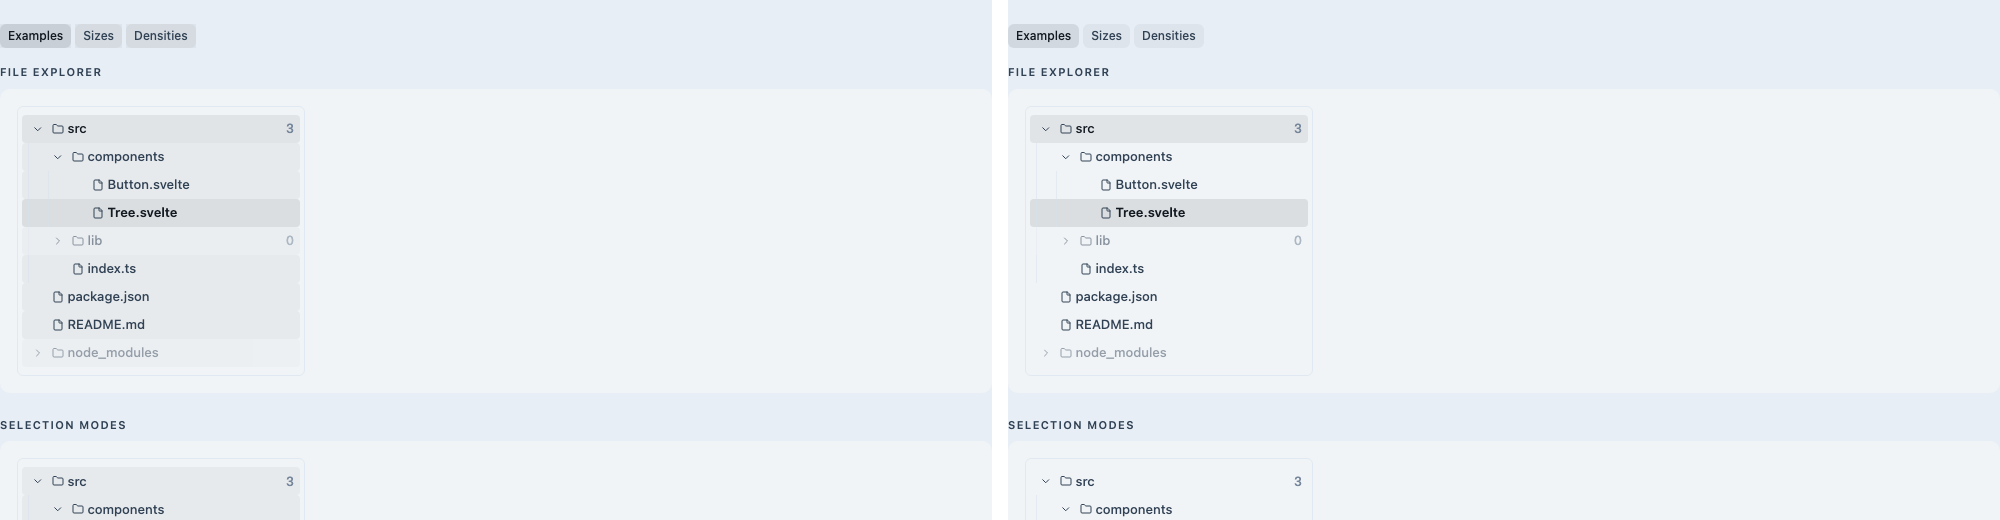 Examples Sizes Densities
FILE EXPLORER
src 3
components
Button.svelte
Tree.svelte
lib 0
index.ts
package.json
README.md
node_modules
SELECTION MODES
src 3
components
Examples Sizes Densities
FILE EXPLORER
src 3
components
Button.svelte
Tree.svelte
lib 0
index.ts
package.json
README.md
node_modules
SELECTION MODES
src 3
components